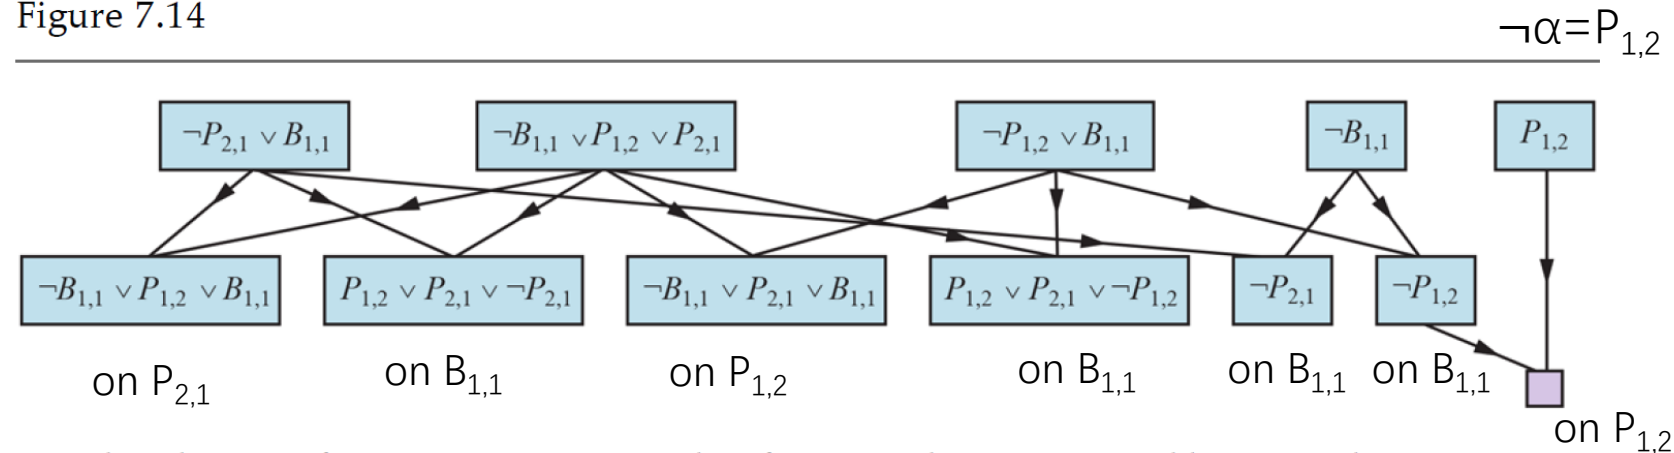 Figure 7.14
¬α=P1,2
¬P2,1 ∨ B1,1
¬B1,1 ∨ P1,2 ∨ P2,1
¬P1,2 ∨ B1,1
¬B1,1
P1,2
¬B1,1 ∨ P1,2 ∨ B1,1
P1,2 ∨ P2,1 ∨ ¬P2,1
¬B1,1 ∨ P2,1 ∨ B1,1
P1,2 ∨ P2,1 ∨ ¬P1,2
¬P2,1
¬P1,2
on P2,1
on B1,1
on P1,2
on B1,1
on B1,1
on B1,1
on P1,2